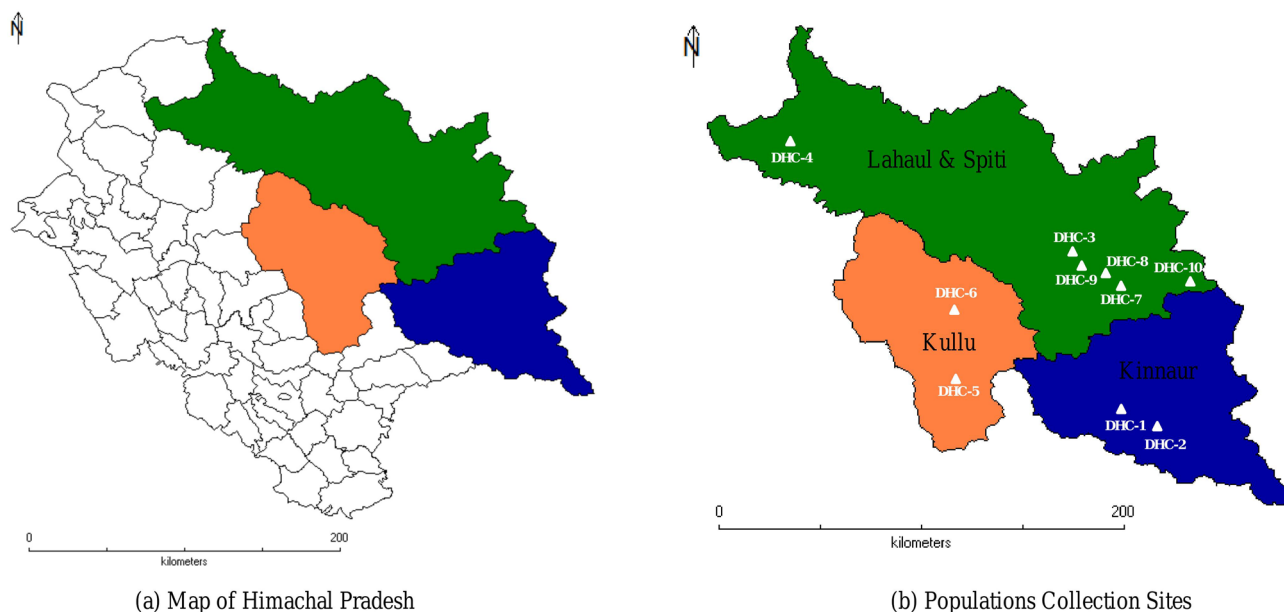 N
0
200
kilometers
(a) Map of Himachal Pradesh
N
DHC-4
Lahaul & Spiti
DHC-3
DHC-9
DHC-8
DHC-10
DHC-7
DHC-6
Kullu
DHC-5
Kinnaur
DHC-1
DHC-2
0
200
kilometers
(b) Populations Collection Sites